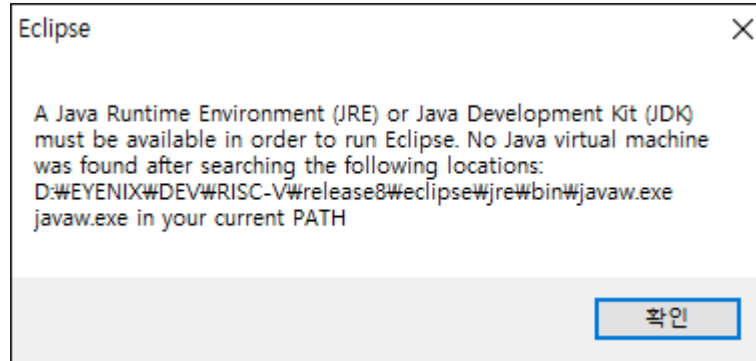 Eclipse
A Java Runtime Environment (JRE) or Java Development Kit (JDK)
must be available in order to run Eclipse. No Java virtual machine
was found after searching the following locations:
D:₩EYENIX₩DEV₩RISC-V₩release8₩eclipse₩jre₩bin₩javaw.exe
javaw.exe in your current PATH
확인